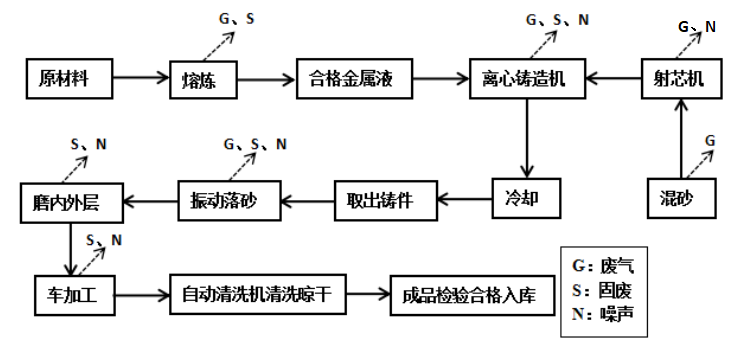 G、S
G、S、N
G、N
原材料
熔炼
合格金属液
离心铸造机
射芯机
S、N
G、S、N
G
磨内外层
振动落砂
取出铸件
冷却
混砂
S、N
车加工
自动清洗机清洗晾干
成品检验合格入库
G：废气
S：固废
N：噪声